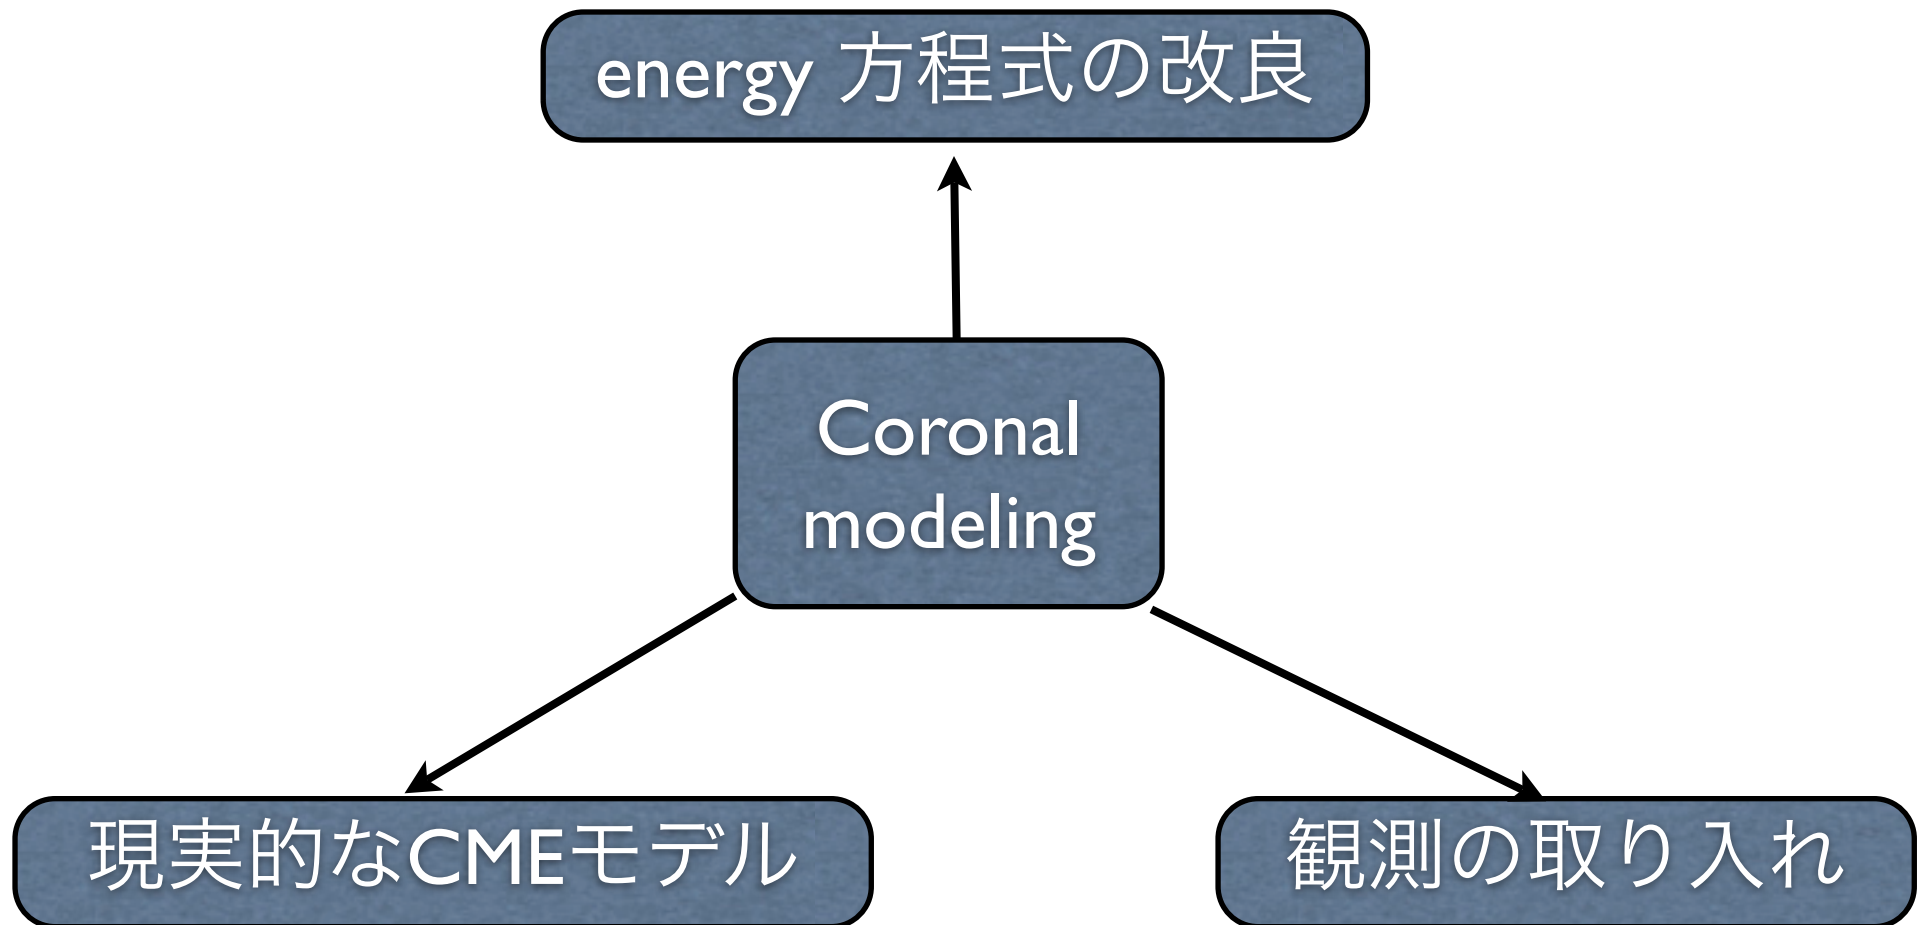 energy 方程式の改良
Coronal
modeling
現実的なCMEモデル
観測の取り入れ